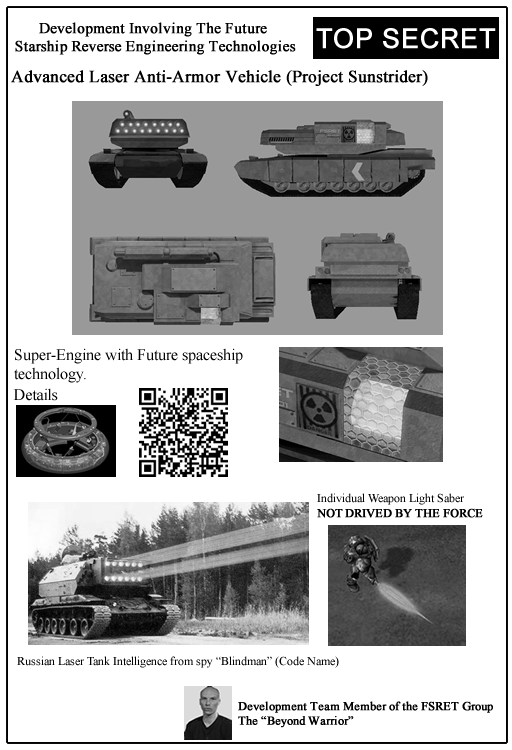 Development Involving The Future
Starship Reverse Engineering Technologies
TOP SECRET
Advanced Laser Anti-Armor Vehicle (Project Sunstrider)
Super-Engine with Future spaceship
technology.
Details
Individual Weapon Light Saber
NOT DRIVED BY THE FORCE
Russian Laser Tank Intelligence from spy “Blindman” (Code Name)
Development Team Member of the FSRET Group
The “Beyond Warrior”